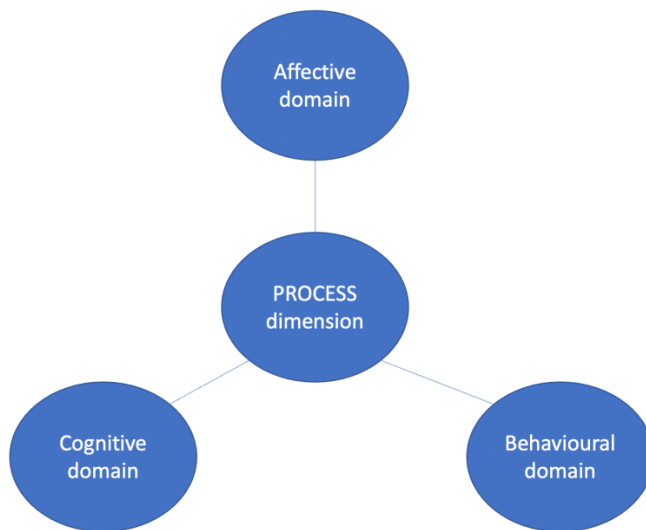 Affective
domain
PROCESS
dimension
Cognitive
domain
Behavioural
domain